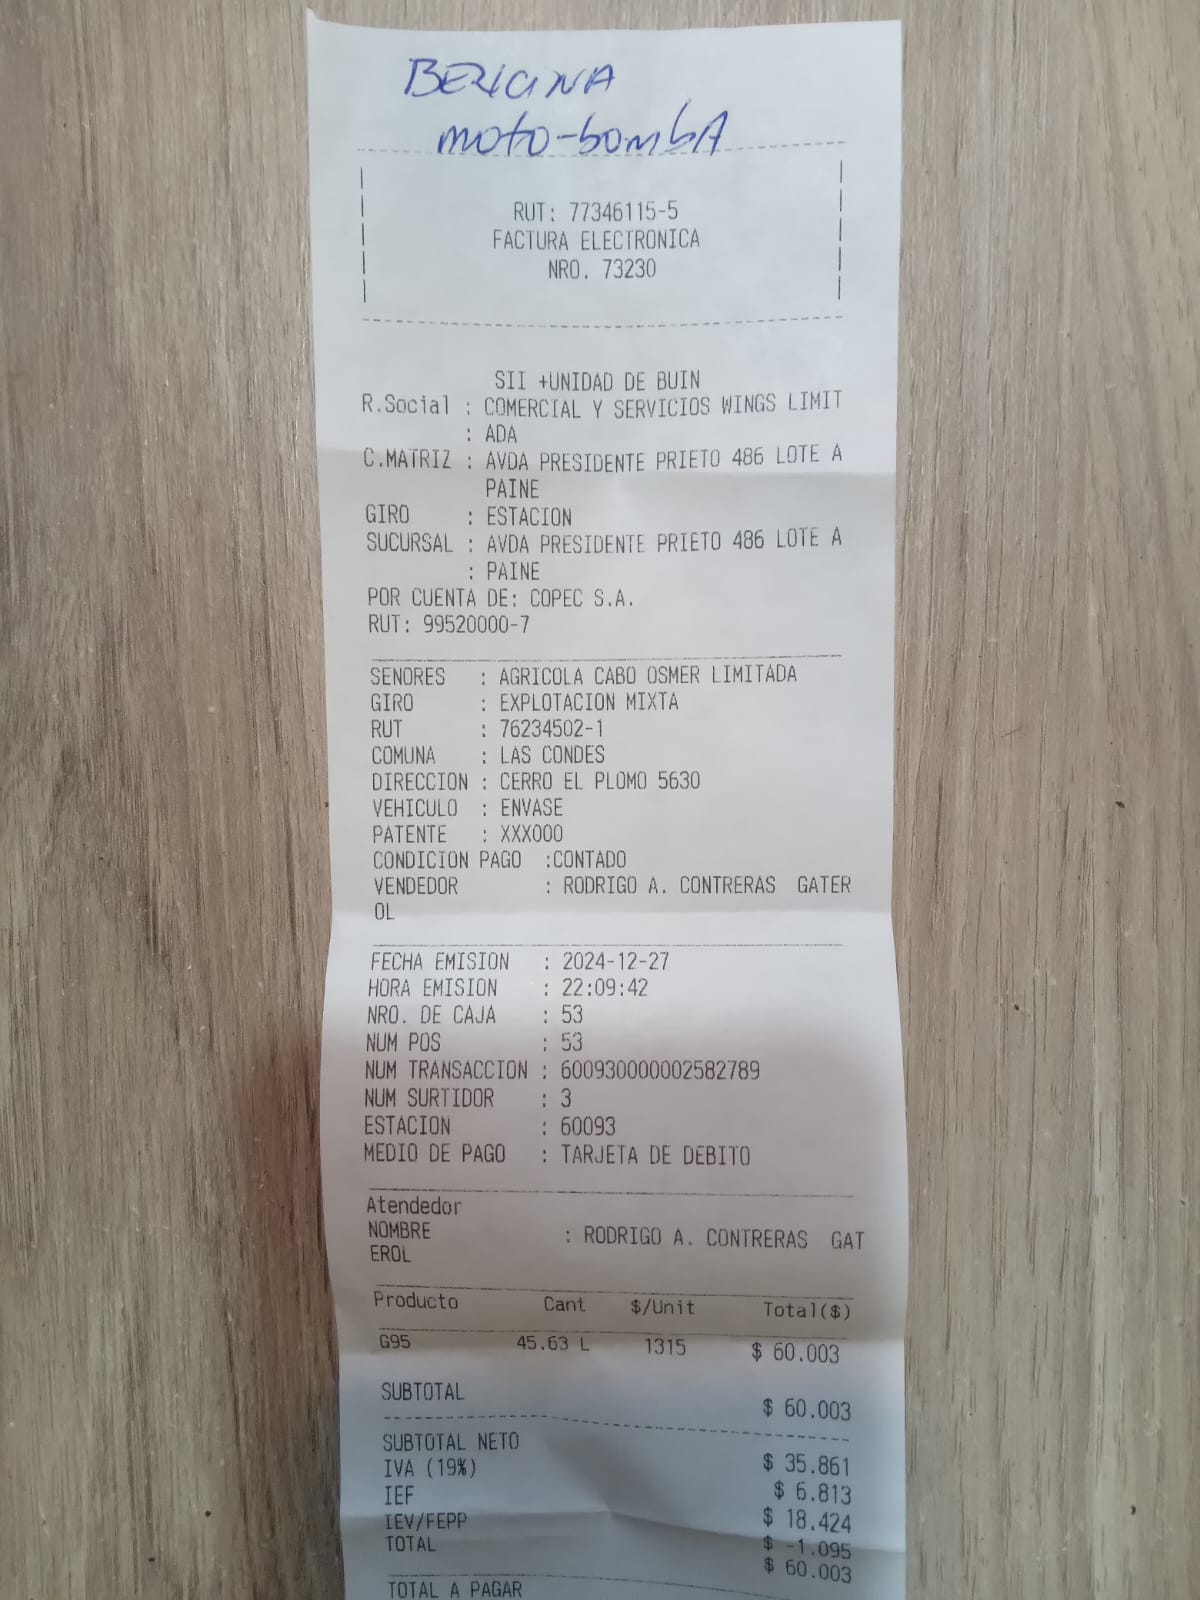 BENCINA
moto-bombA
RUT: 77346115-5
FACTURA ELECTRONICA
NRO. 73230
SII +UNIDAD DE BUIN
R.Social : COMERCIAL Y SERVICIOS WINGS LIMIT
: ADA
C.MATRIZ : AVDA PRESIDENTE PRIETO 486 LOTE A
PAINE
GIRO : ESTACION
SUCURSAL : AVDA PRESIDENTE PRIETO 486 LOTE A
: PAINE
POR CUENTA DE: COPEC S.A.
RUT: 99520000-7
SENORES : AGRICOLA CABO OSMER LIMITADA
GIRO : EXPLOTACION MIXTA
RUT : 76234502-1
COMUNA : LAS CONDES
DIRECCION : CERRO EL PLOMO 5630
VEHICULO : ENVASE
PATENTE : XXX000
CONDICION PAGO :CONTADO
VENDEDOR : RODRIGO A. CONTRERAS GATER
OL
FECHA EMISION : 2024-12-27
HORA EMISION : 22:09:42
NRO. DE CAJA : 53
NUM POS : 53
NUM TRANSACCION : 600930000002582789
NUM SURTIDOR : 3
ESTACION : 60093
MEDIO DE PAGO : TARJETA DE DEBITO
Atendedor
NOMBRE : RODRIGO A. CONTRERAS GAT
EROL
Producto Cant $/Unit Total($)
G95 45.63 L 1315 $ 60.003
SUBTOTAL $ 60.003
SUBTOTAL NETO $ 35.861
IVA (19%) $ 6.813
IEF $ 18.424
IEV/FEPP $ -1.095
TOTAL $ 60.003
TOTAL A PAGAR